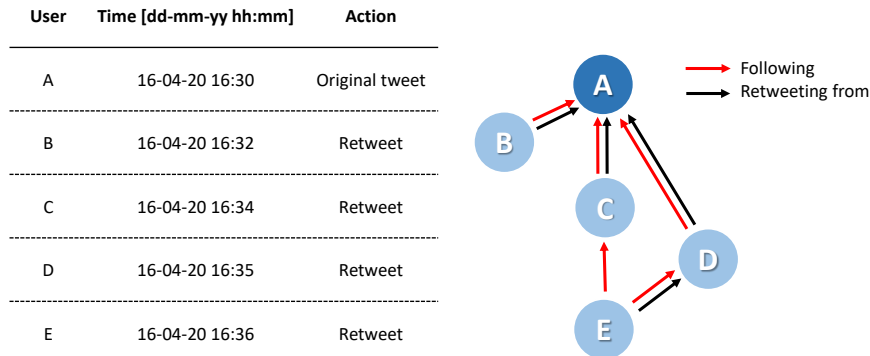 User Time [dd-mm-yy hh:mm] Action
A 16-04-20 16:30 Original tweet
B 16-04-20 16:32 Retweet
C 16-04-20 16:34 Retweet
D 16-04-20 16:35 Retweet
E 16-04-20 16:36 Retweet
Following
Retweeting from
A
B
C
D
E